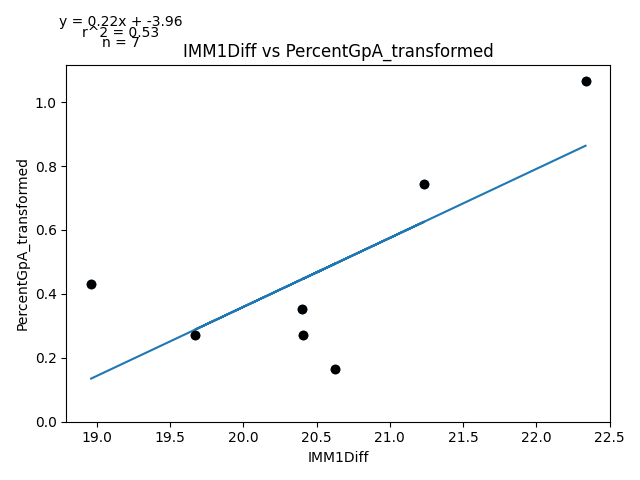 y = 0.22x + -3.96
r^2 = 0.53
n = 7
IMM1Diff vs PercentGpA_transformed
PercentGpA_transformed
1.0
0.8
0.6
0.4
0.2
0.0
19.0 19.5 20.0 20.5 21.0 21.5 22.0 22.5
IMM1Diff